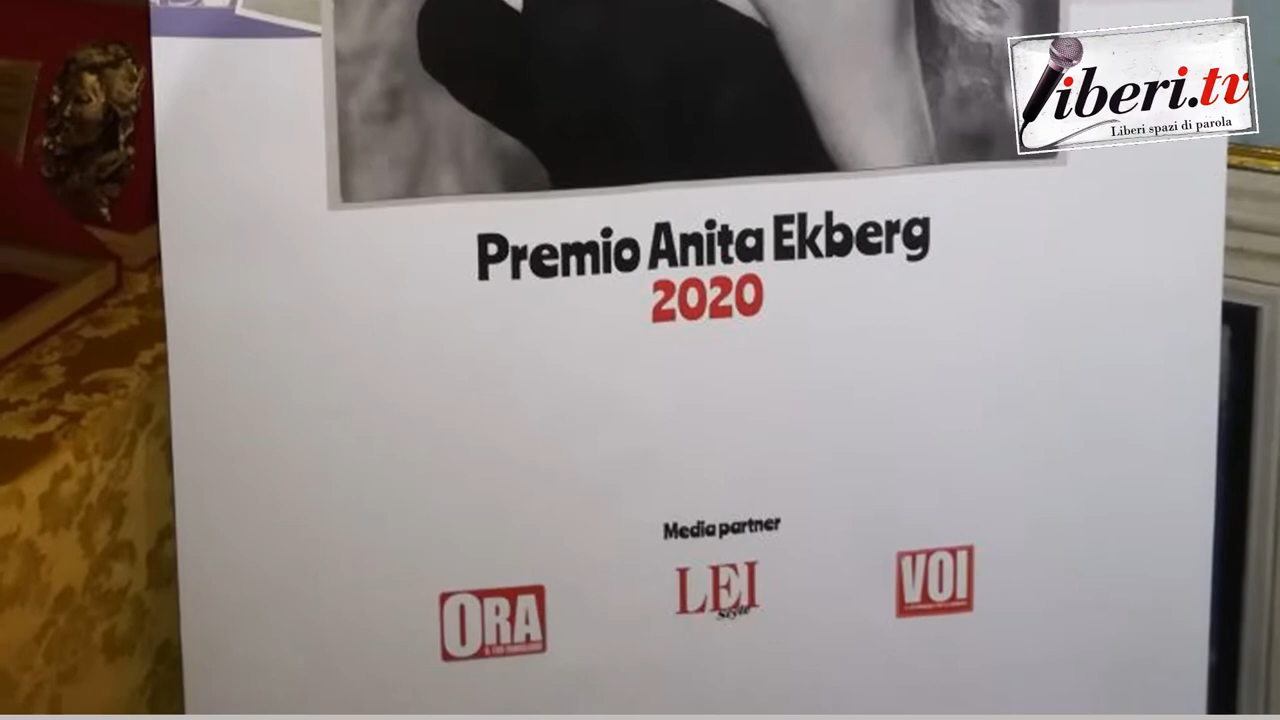 liberi.tv
Liberi spazi di parola
Premio Anita Ekberg
2020
Media partner
ORA
LEI
style
VOI